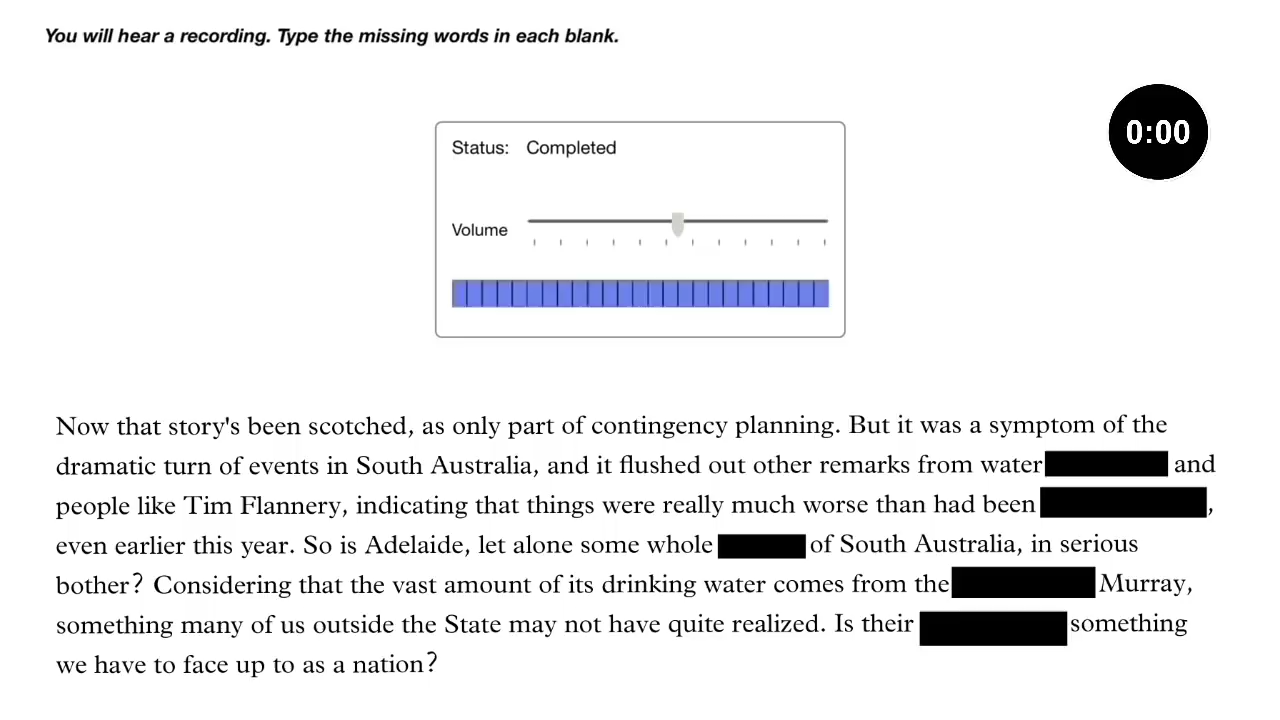 You will hear a recording. Type the missing words in each blank.
0:00
Status: Completed
Volume
Now that story's been scotched, as only part of contingency planning. But it was a symptom of the
dramatic turn of events in South Australia, and it flushed out other remarks from water and
people like Tim Flannery, indicating that things were really much worse than had been ,
even earlier this year. So is Adelaide, let alone some whole of South Australia, in serious
bother? Considering that the vast amount of its drinking water comes from the Murray,
something many of us outside the State may not have quite realized. Is their something
we have to face up to as a nation?